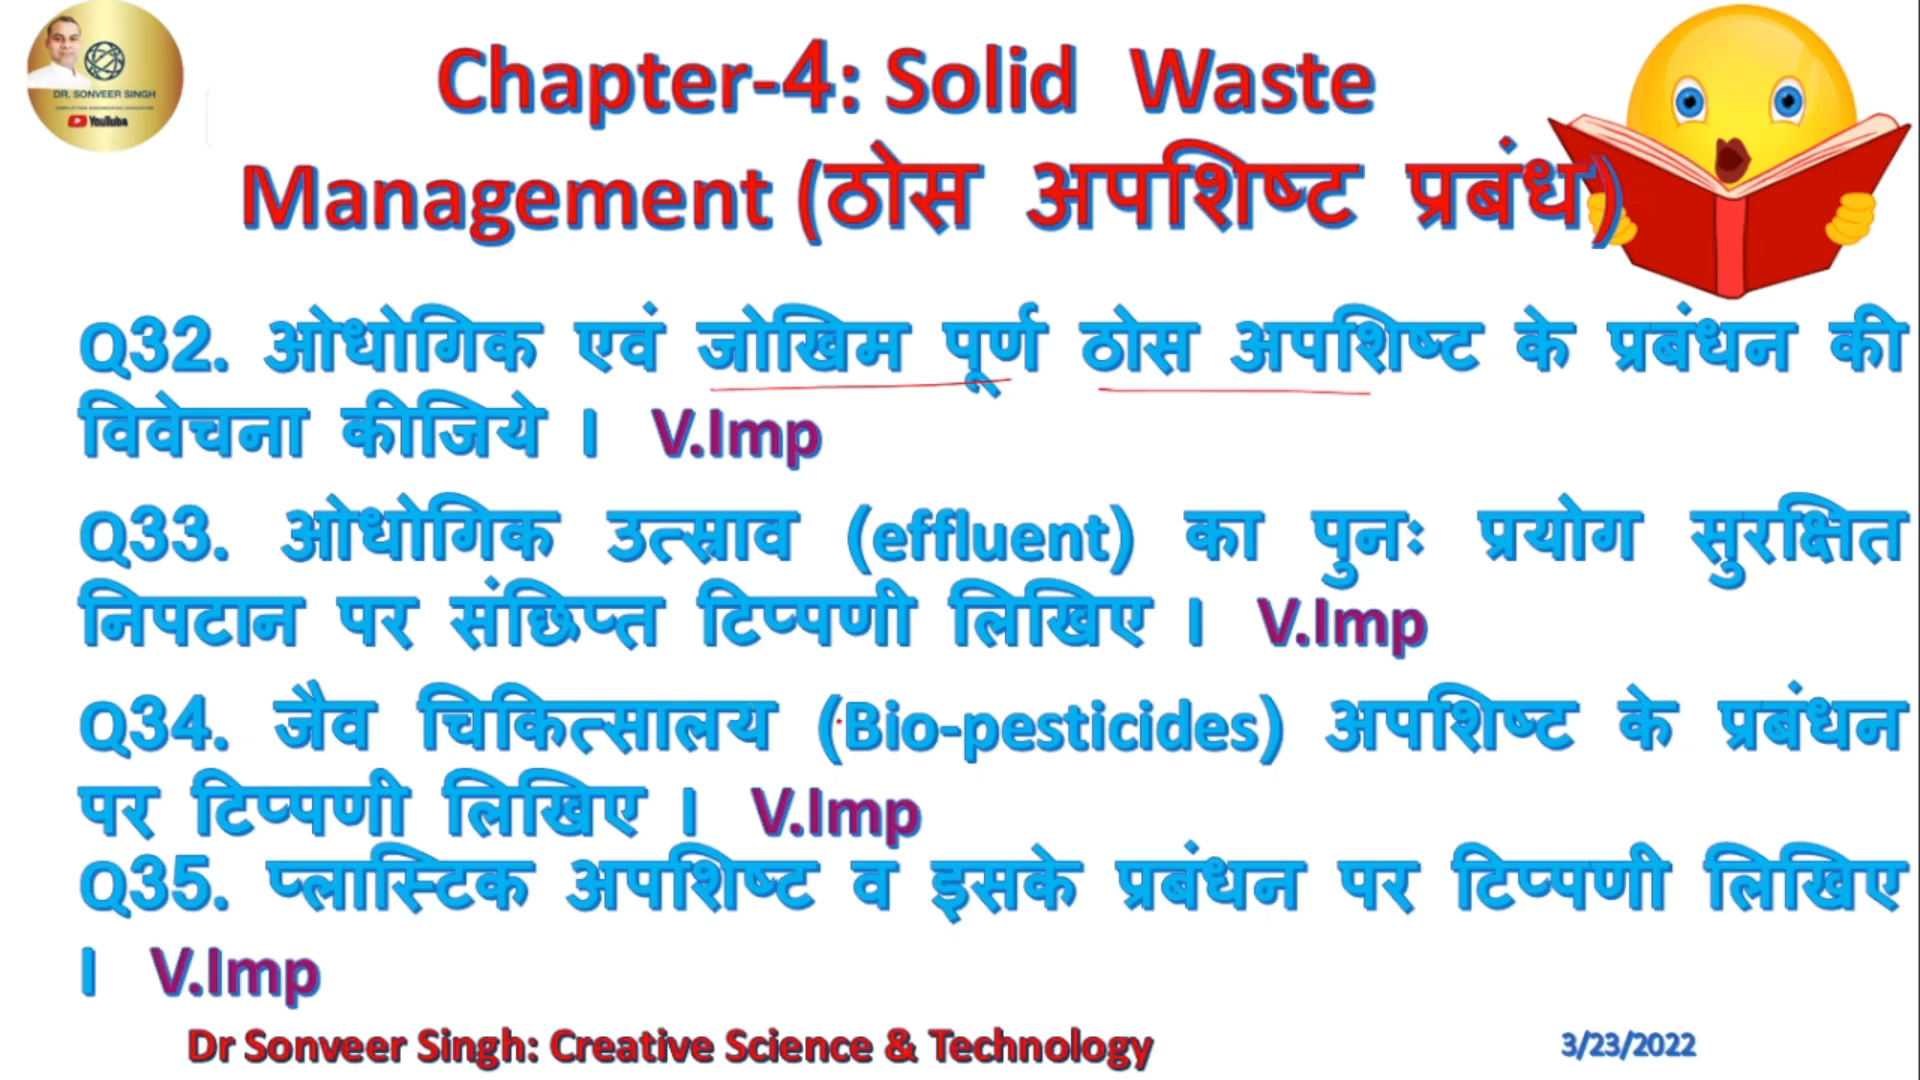 DR. SONVEER SINGH
YouTube
Chapter-4: Solid Waste
Management (ठोस अपशिष्ट प्रबंध)
Q32. ओधोगिक एवं जोखिम पूर्ण ठोस अपशिष्ट के प्रबंधन की
विवेचना कीजिये । V.Imp
Q33. ओधोगिक उत्स्राव (effluent) का पुनः प्रयोग सुरक्षित
निपटान पर संछिप्त टिप्पणी लिखिए । V.Imp
Q34. जैव चिकित्सालय (Bio-pesticides) अपशिष्ट के प्रबंधन
पर टिप्पणी लिखिए । V.Imp
Q35. प्लास्टिक अपशिष्ट व इसके प्रबंधन पर टिप्पणी लिखिए
। V.Imp
Dr Sonveer Singh: Creative Science & Technology
3/23/2022